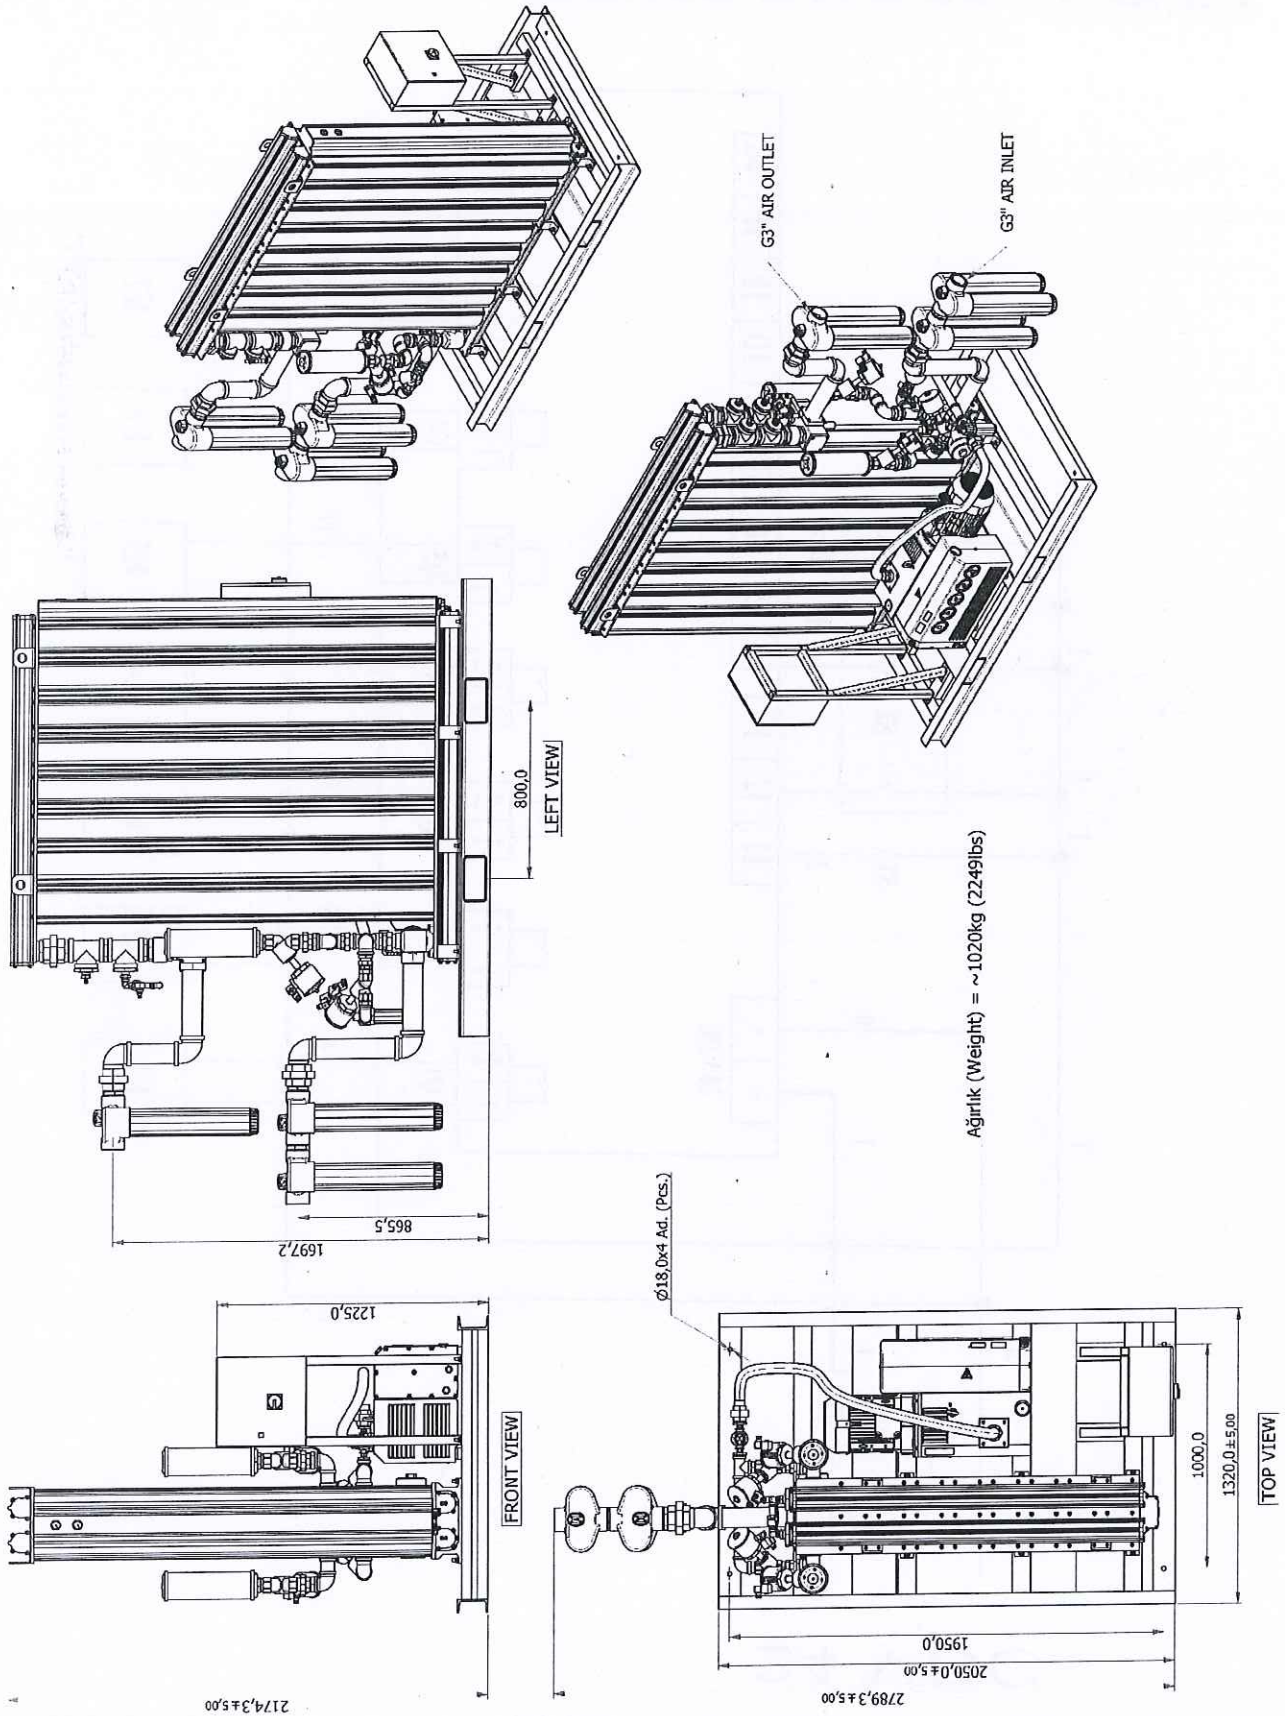 G3" AIR OUTLET
G3" AIR INLET
800,0
LEFT VIEW
865,5
1697,2
Ağırlık (Weight) = ~1020kg (2249lbs)
1225,0
FRONT VIEW
2174,3±5,00
Ø18,0x4 Ad. (Pcs.)
1000,0
1320,0±5,00
TOP VIEW
1950,0
2050,0±5,00
2789,3±5,00